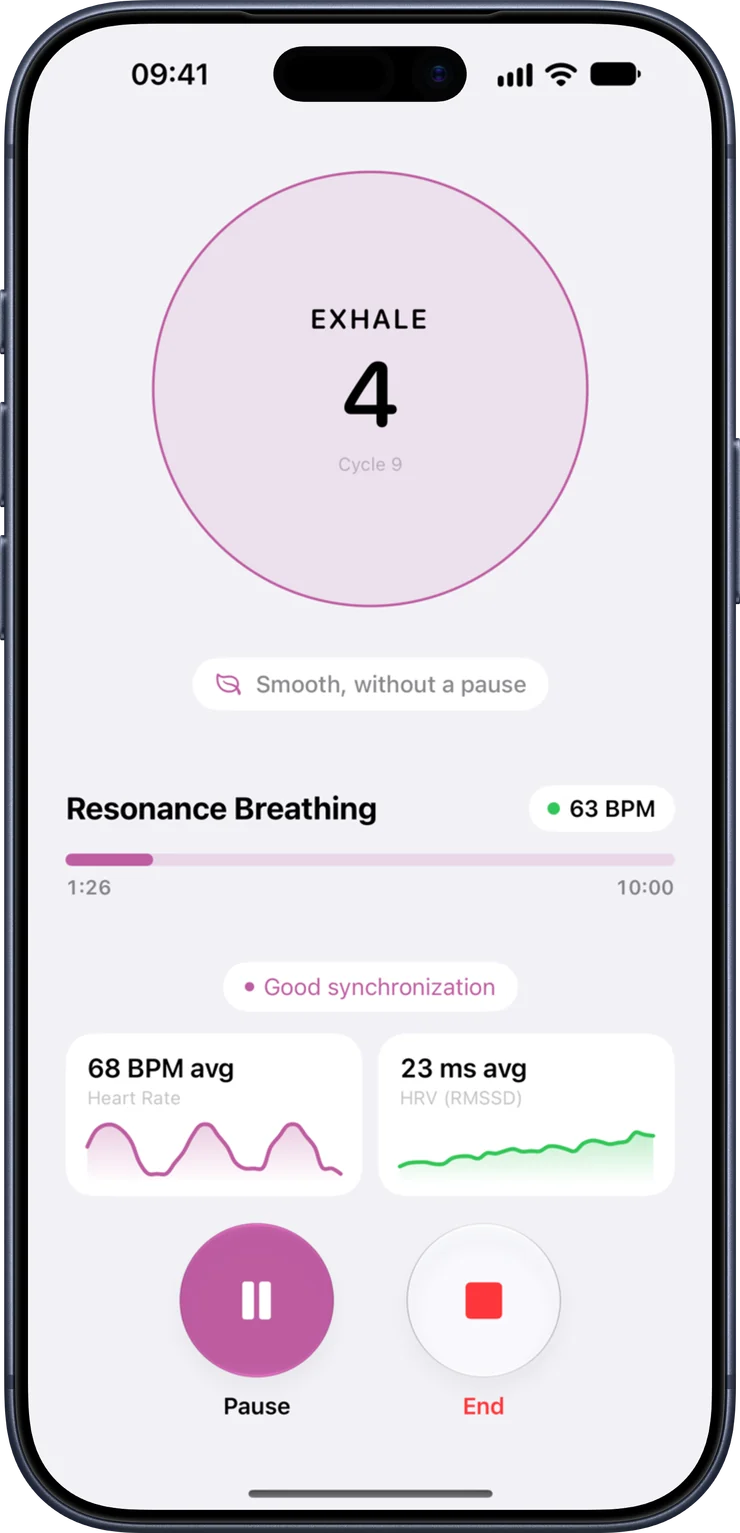 09:41
EXHALE
4
Cycle 9
Smooth, without a pause
Resonance Breathing
63 BPM
1:26
10:00
Good synchronization
68 BPM avg
Heart Rate
23 ms avg
HRV (RMSSD)
Pause
End